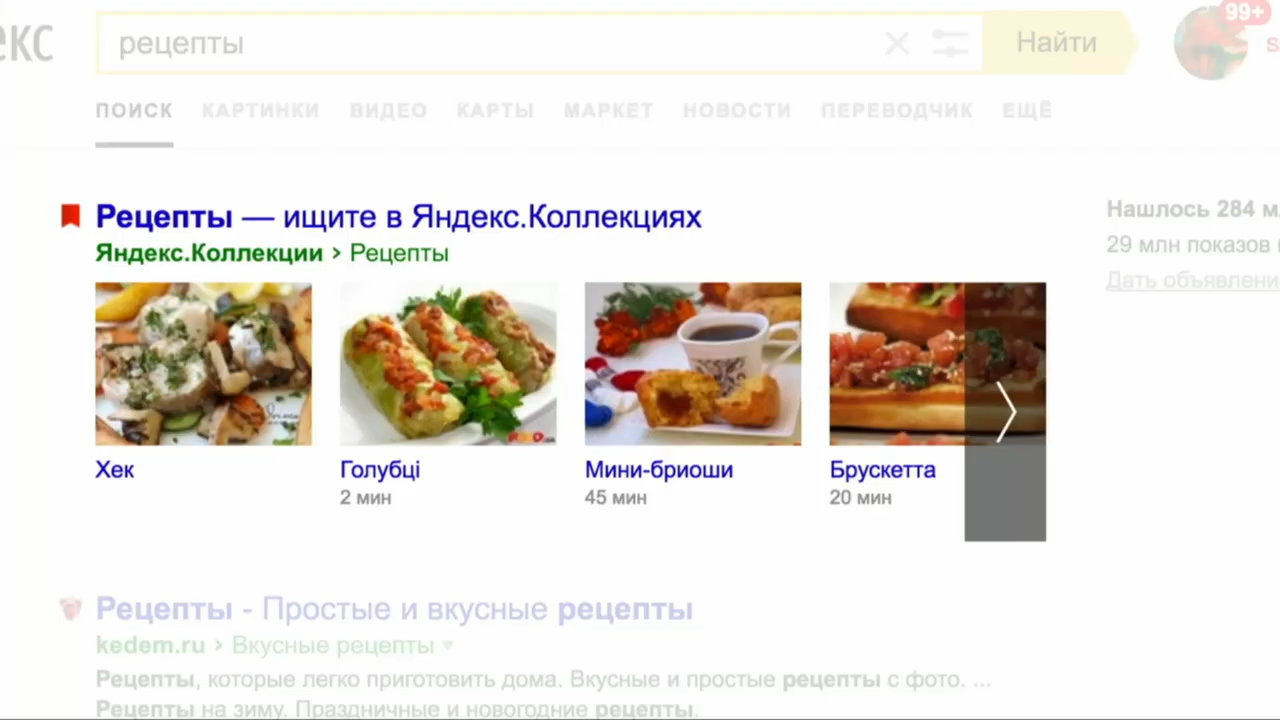 екс
рецепты
Найти
99+
s
ПОИСК КАРТИНКИ ВИДЕО КАРТЫ МАРКЕТ НОВОСТИ ПЕРЕВОДЧИК ЕЩЁ
Рецепты — ищите в Яндекс.Коллекциях
Яндекс.Коллекции > Рецепты
Нашлось 284 м
29 млн показов
Дать объявлени
Хек
Голубці
2 мин
Мини-бриоши
45 мин
Брускетта
20 мин
Рецепты - Простые и вкусные рецепты
kedem.ru > Вкусные рецепты
Рецепты, которые легко приготовить дома. Вкусные и простые рецепты с фото. ...
Рецепты на зиму. Праздничные и новогодние рецепты.